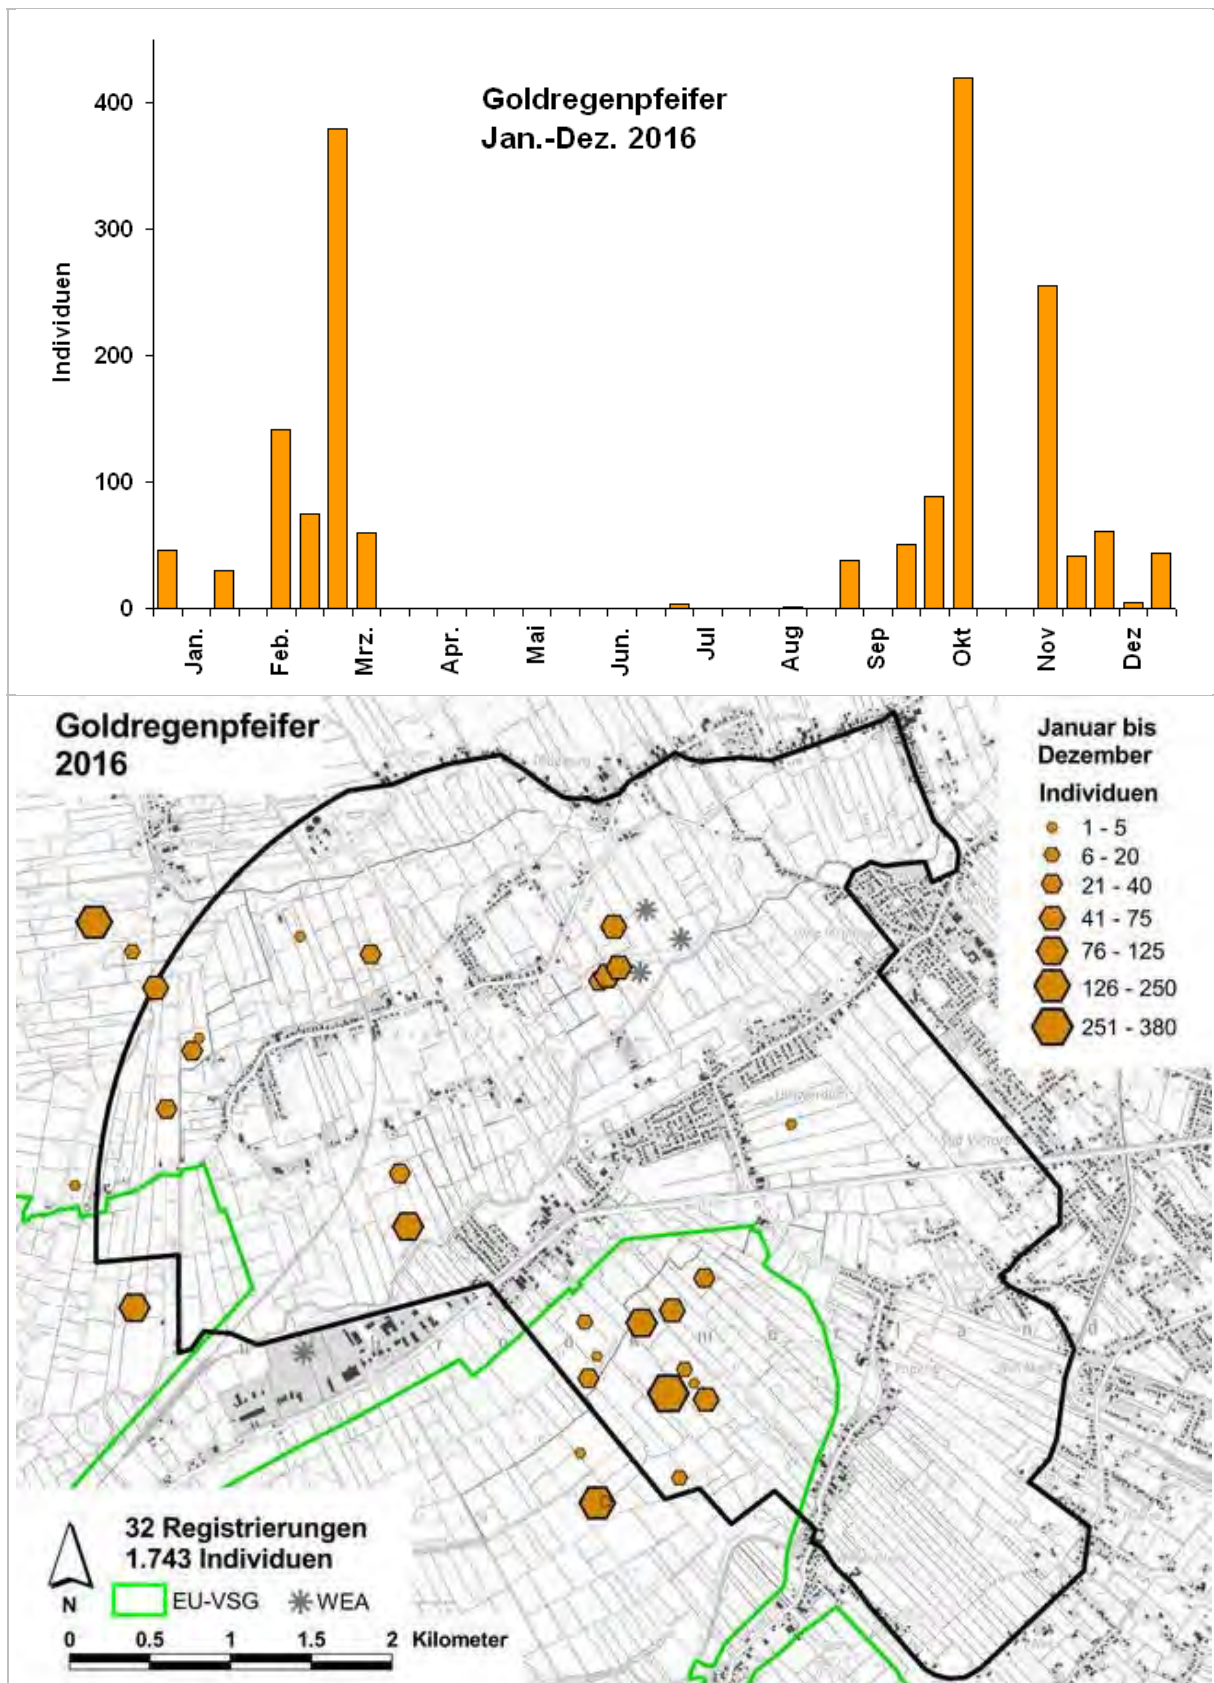 Goldregenpfeifer
Jan.-Dez. 2016
Individuen
400
300
200
100
0
Jan.
Feb.
Mrz.
Apr.
Mai
Jun.
Jul
Aug
Sep
Okt
Nov
Dez
Goldregenpfeifer
2016
Januar bis
Dezember
Individuen
1 - 5
6 - 20
21 - 40
41 - 75
76 - 125
126 - 250
251 - 380
32 Registrierungen
1.743 Individuen
N
EU-VSG
WEA
0 0.5 1 1.5 2 Kilometer